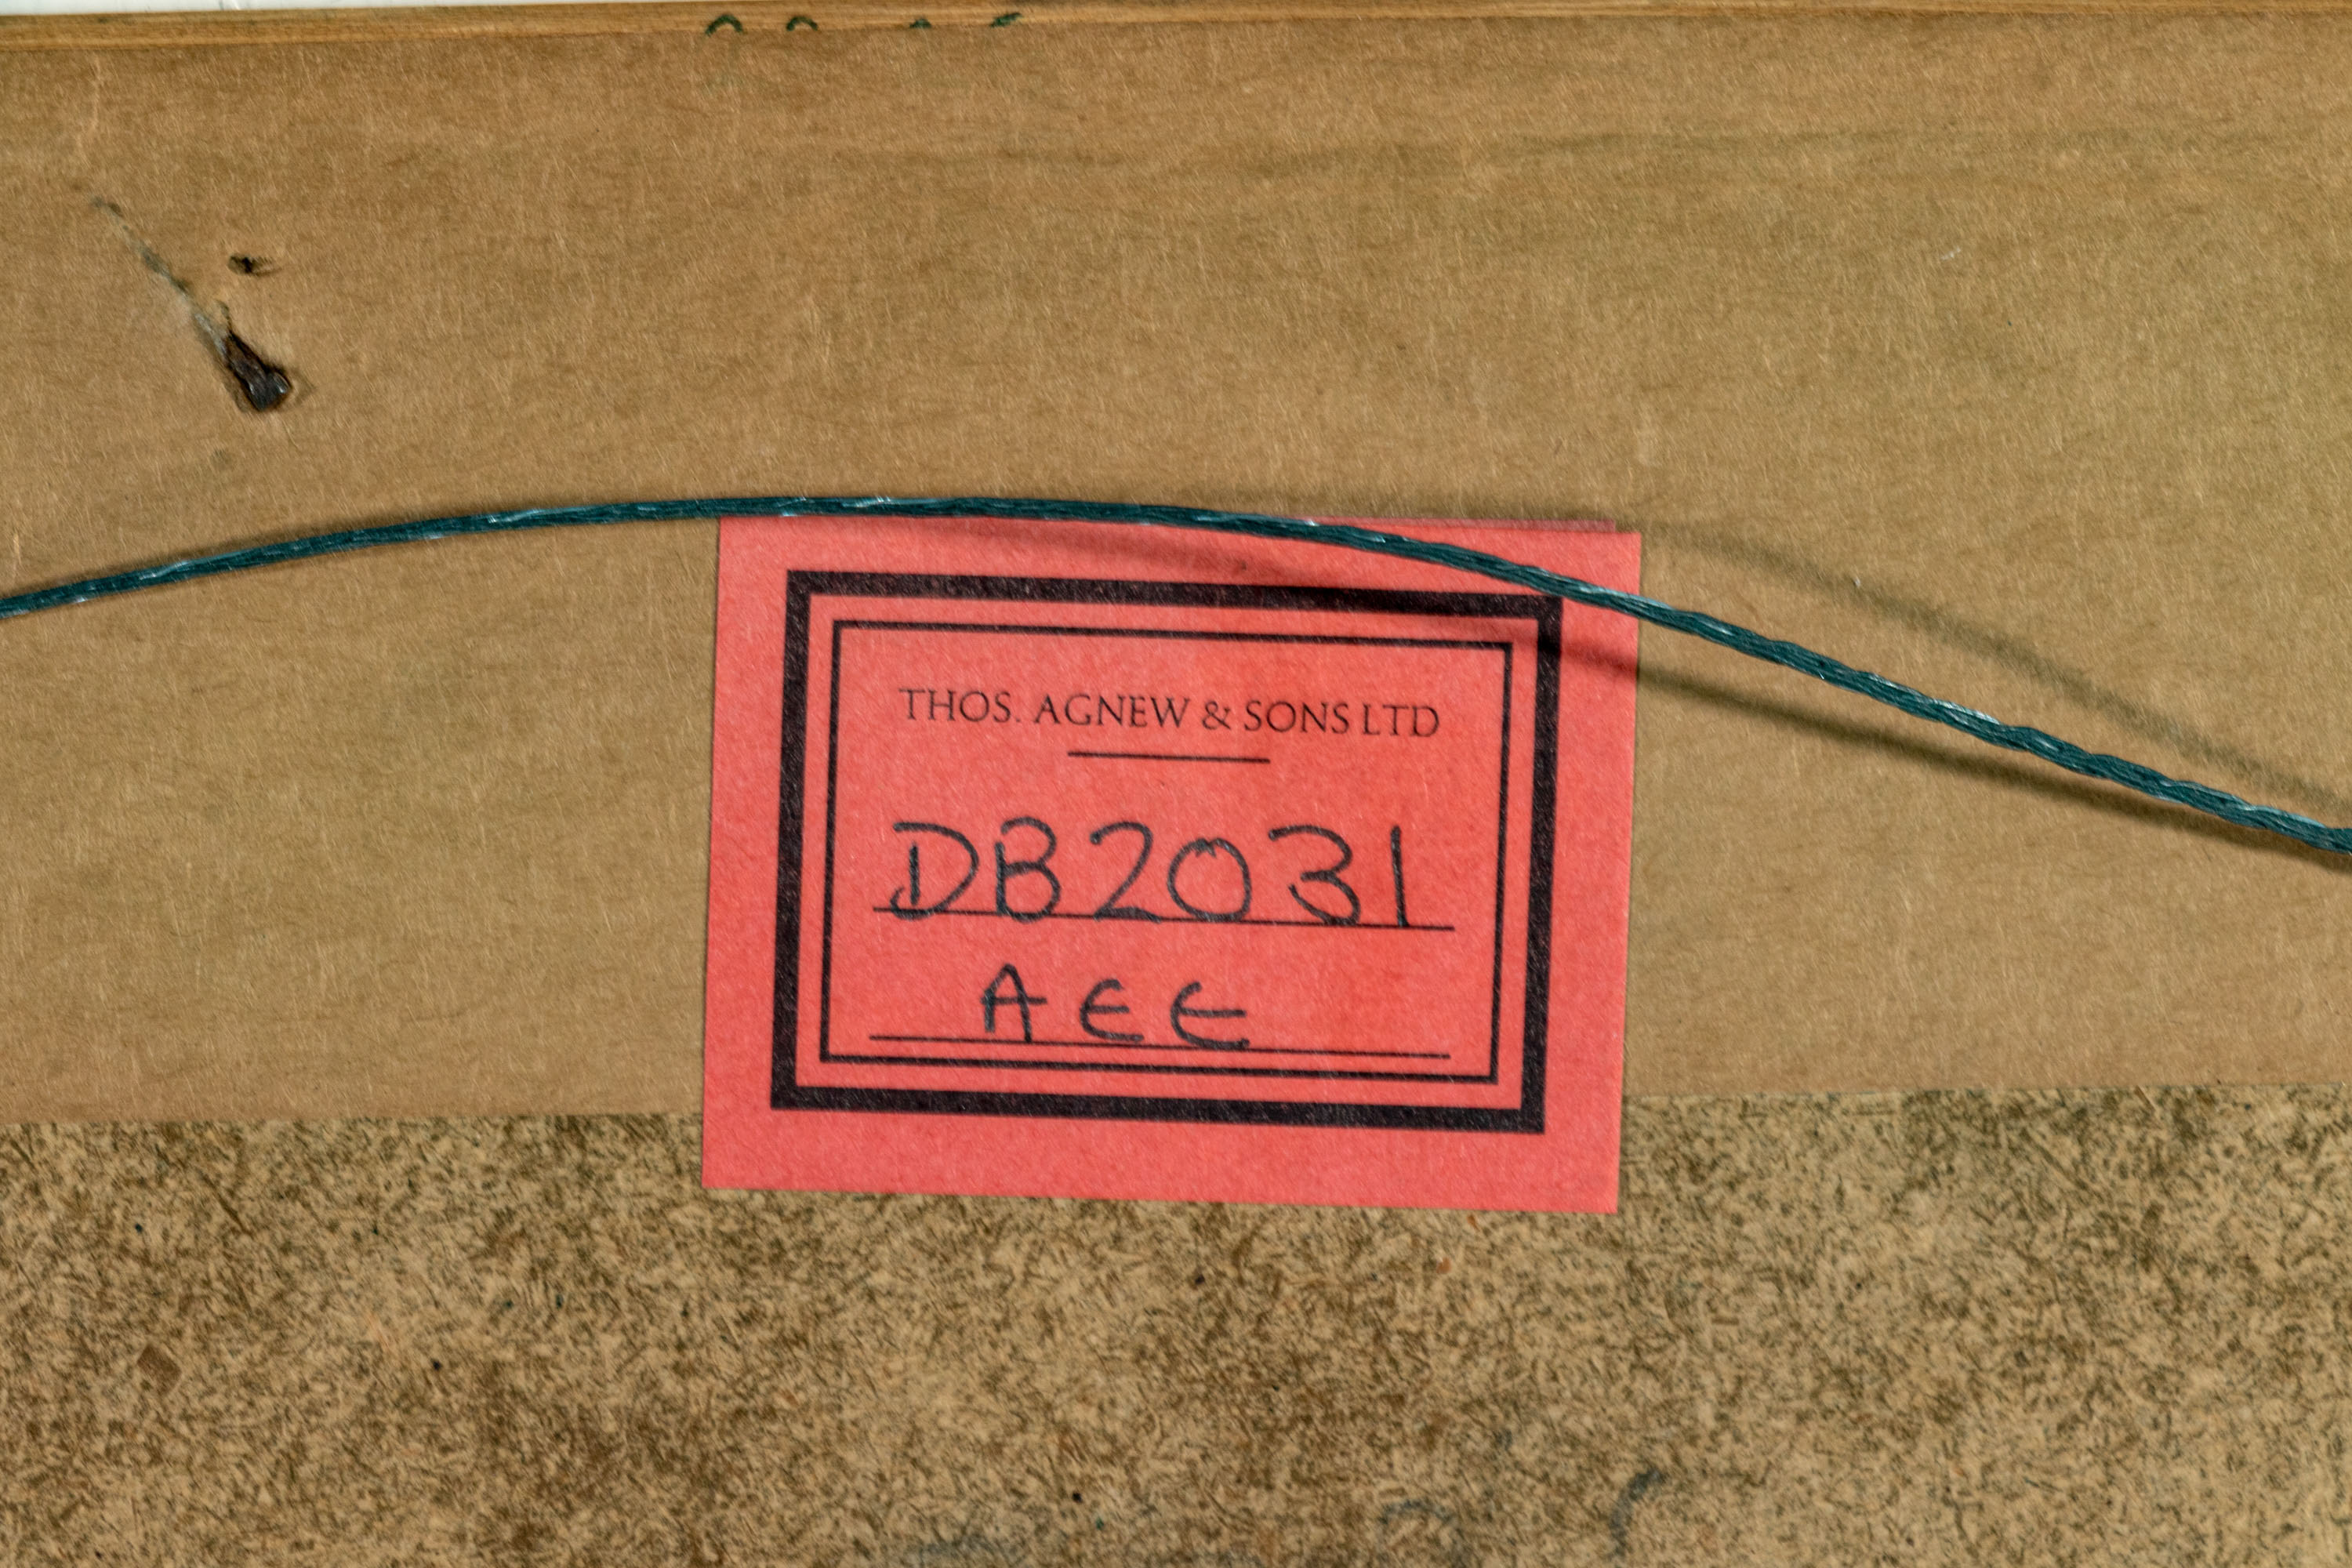 THOS. AGNEW & SONS LTD
DB2031
AEE